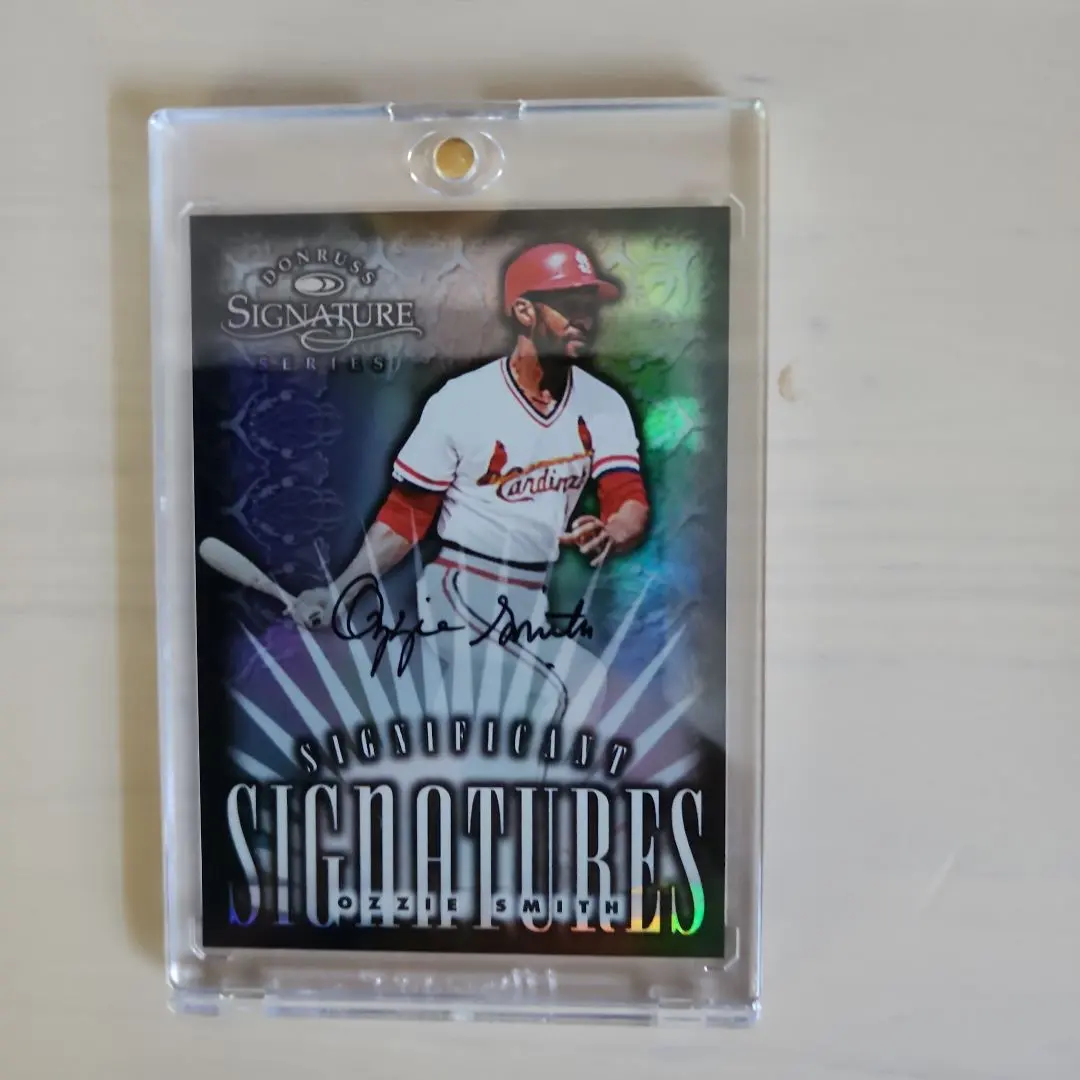 DONRUSS
SIGNATURE
SERIES
S
Cardinals
Ozzie Smith
SIGNIFICANT
SIGNATURES
OZZIE SMITH